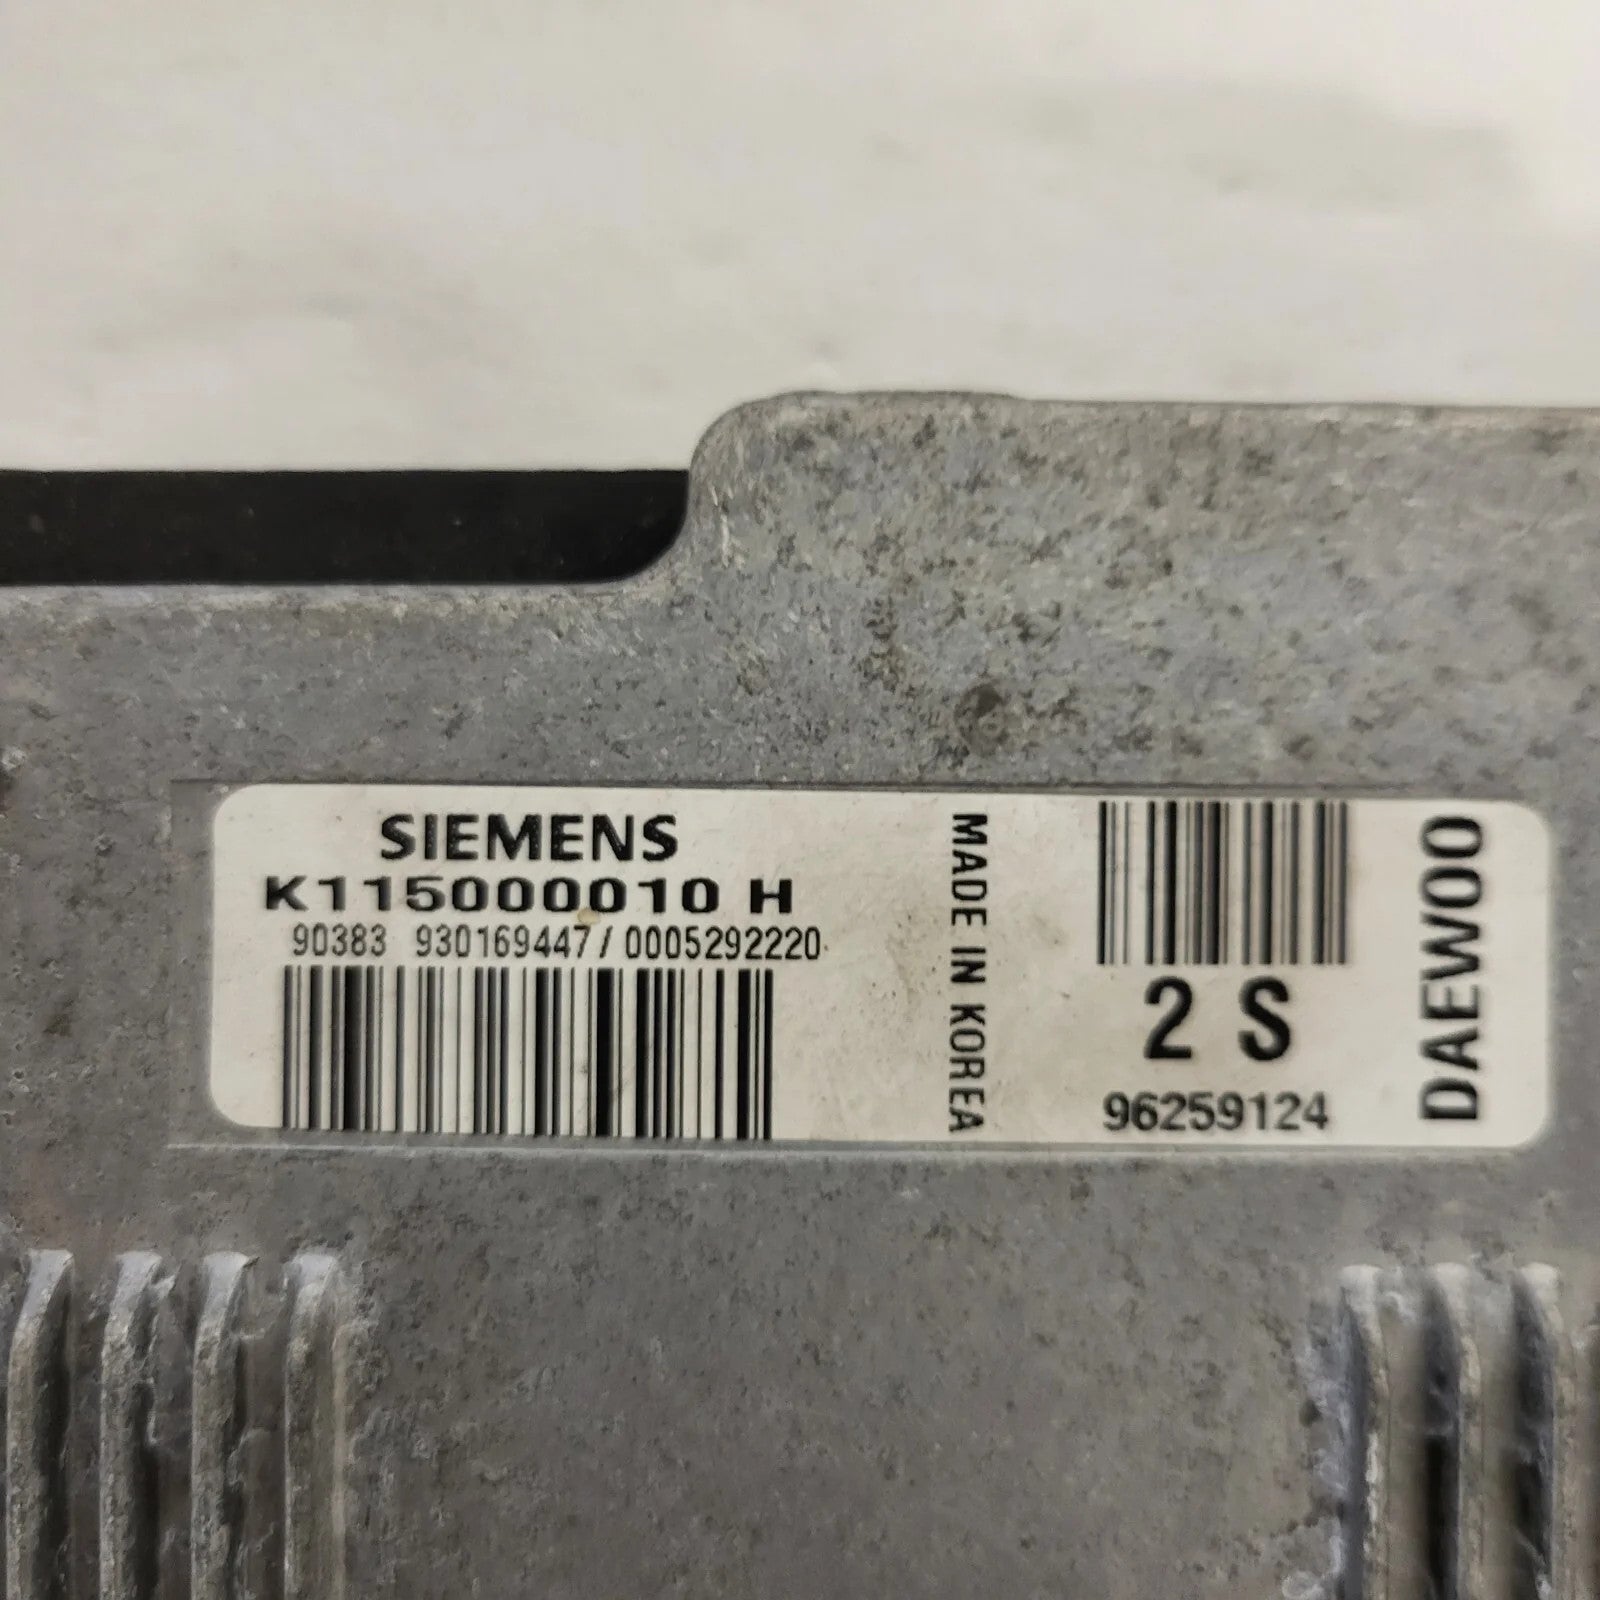 SIEMENS
K115000010 H
90383 930169447/0005292220
MADE IN KOREA
2 S
96259124
DAEWOO